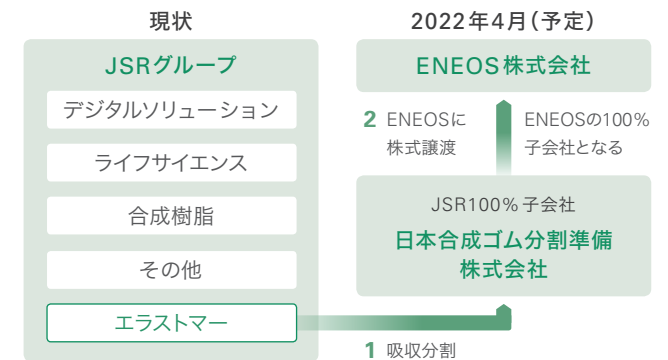 現状
JSRグループ
デジタルソリューション
ライフサイエンス
合成樹脂
その他
エラストマー
2022年4月（予定）
ENEOS株式会社
2 ENEOSに
株式譲渡
ENEOSの100%
子会社となる
JSR100%子会社
日本合成ゴム分割準備
株式会社
1 吸収分割